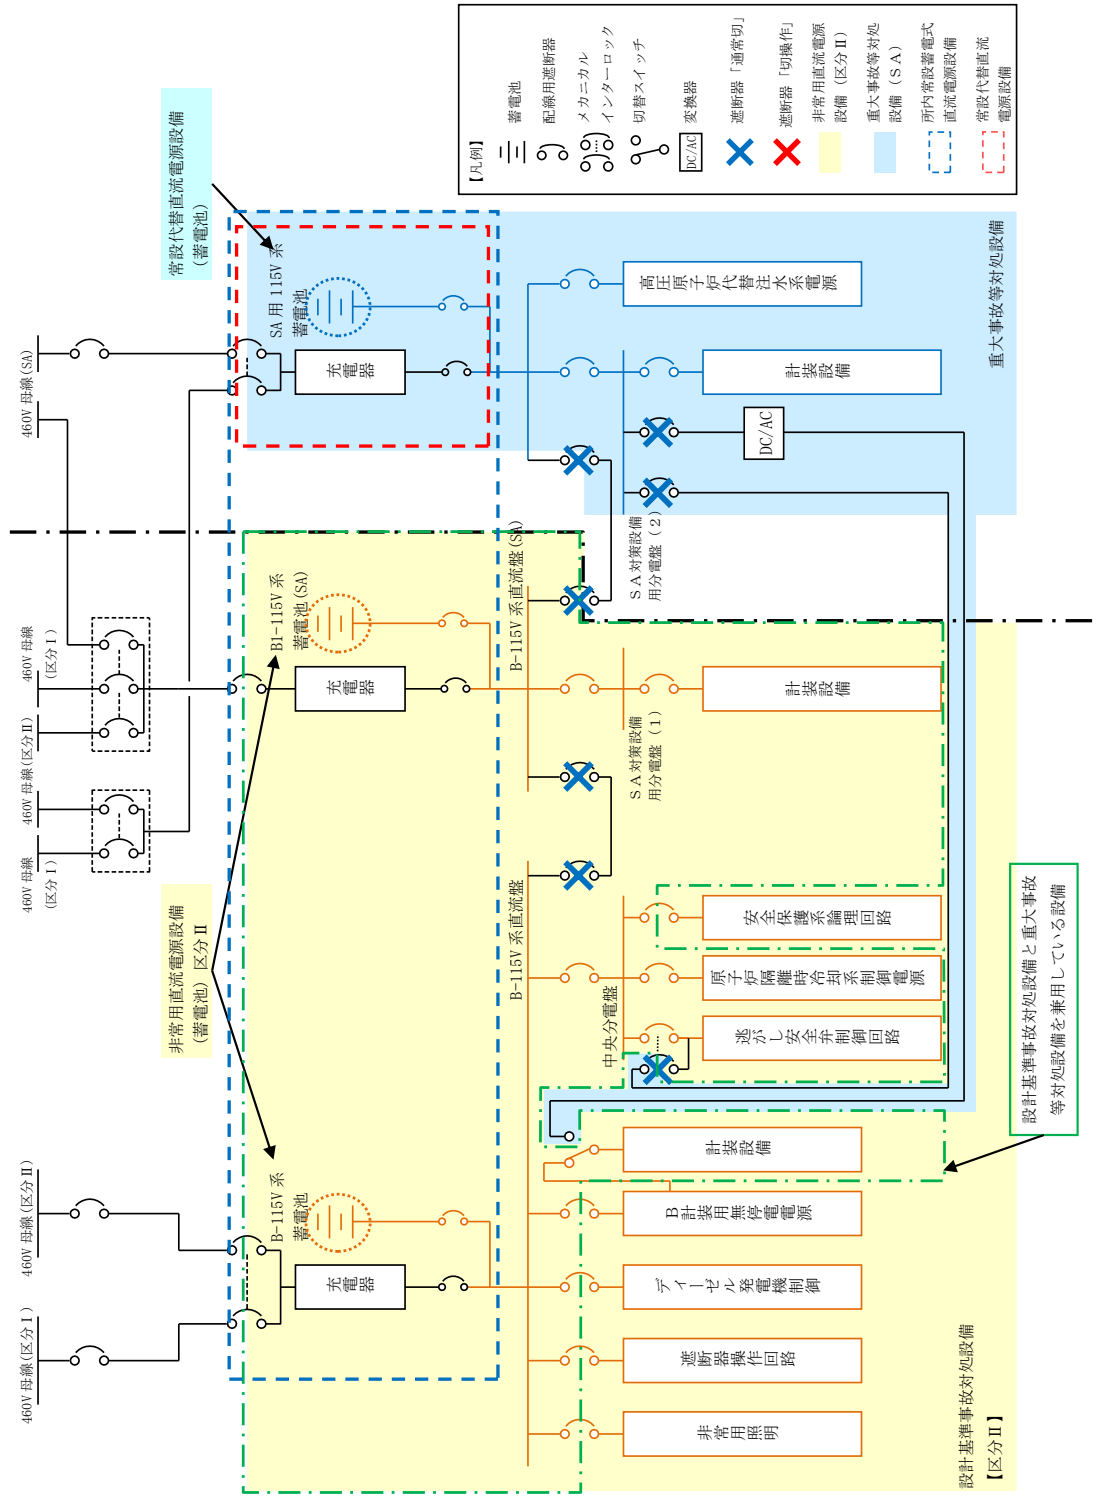 【凡例】
蓄電池
配線用遮断器
メカニカル
インターロック
切替スイッチ
DC/AC
変換器
遮断器「通常切」
遮断器「切操作」
非常用直流電源
設備（区分Ⅱ）
重大事故等対処
設備（ＳＡ）
所内常設蓄電式
直流電源設備
常設代替直流
電源設備
常設代替直流電源設備
（蓄電池）
460V 母線(SA)
SA 用 115V 系
蓄電池
充電器
高圧原子炉代替注水系電源
計装設備
DC/AC
重大事故等対処設備
ＳＡ対策設備
用分電盤（２）
460V 母線
(区分Ⅰ)
460V 母線(区分Ⅱ)
460V 母線
(区分Ⅰ)
B1-115V 系
蓄電池(SA)
充電器
B-115V 系直流盤(SA)
計装設備
ＳＡ対策設備
用分電盤（１）
非常用直流電源設備
（蓄電池）区分Ⅱ
B-115V 系直流盤
中央分電盤
安全保護系論理回路
原子炉隔離時冷却系制御電源
逃がし安全弁制御回路
設計基準事故対処設備と重大事故
等対処設備を兼用している設備
460V 母線(区分Ⅱ)
460V 母線(区分Ⅰ)
B-115V 系
蓄電池
充電器
計装設備
Ｂ計装用無停電電源
ディーゼル発電機制御
遮断器操作回路
非常用照明
設計基準事故対処設備
【区分Ⅱ】